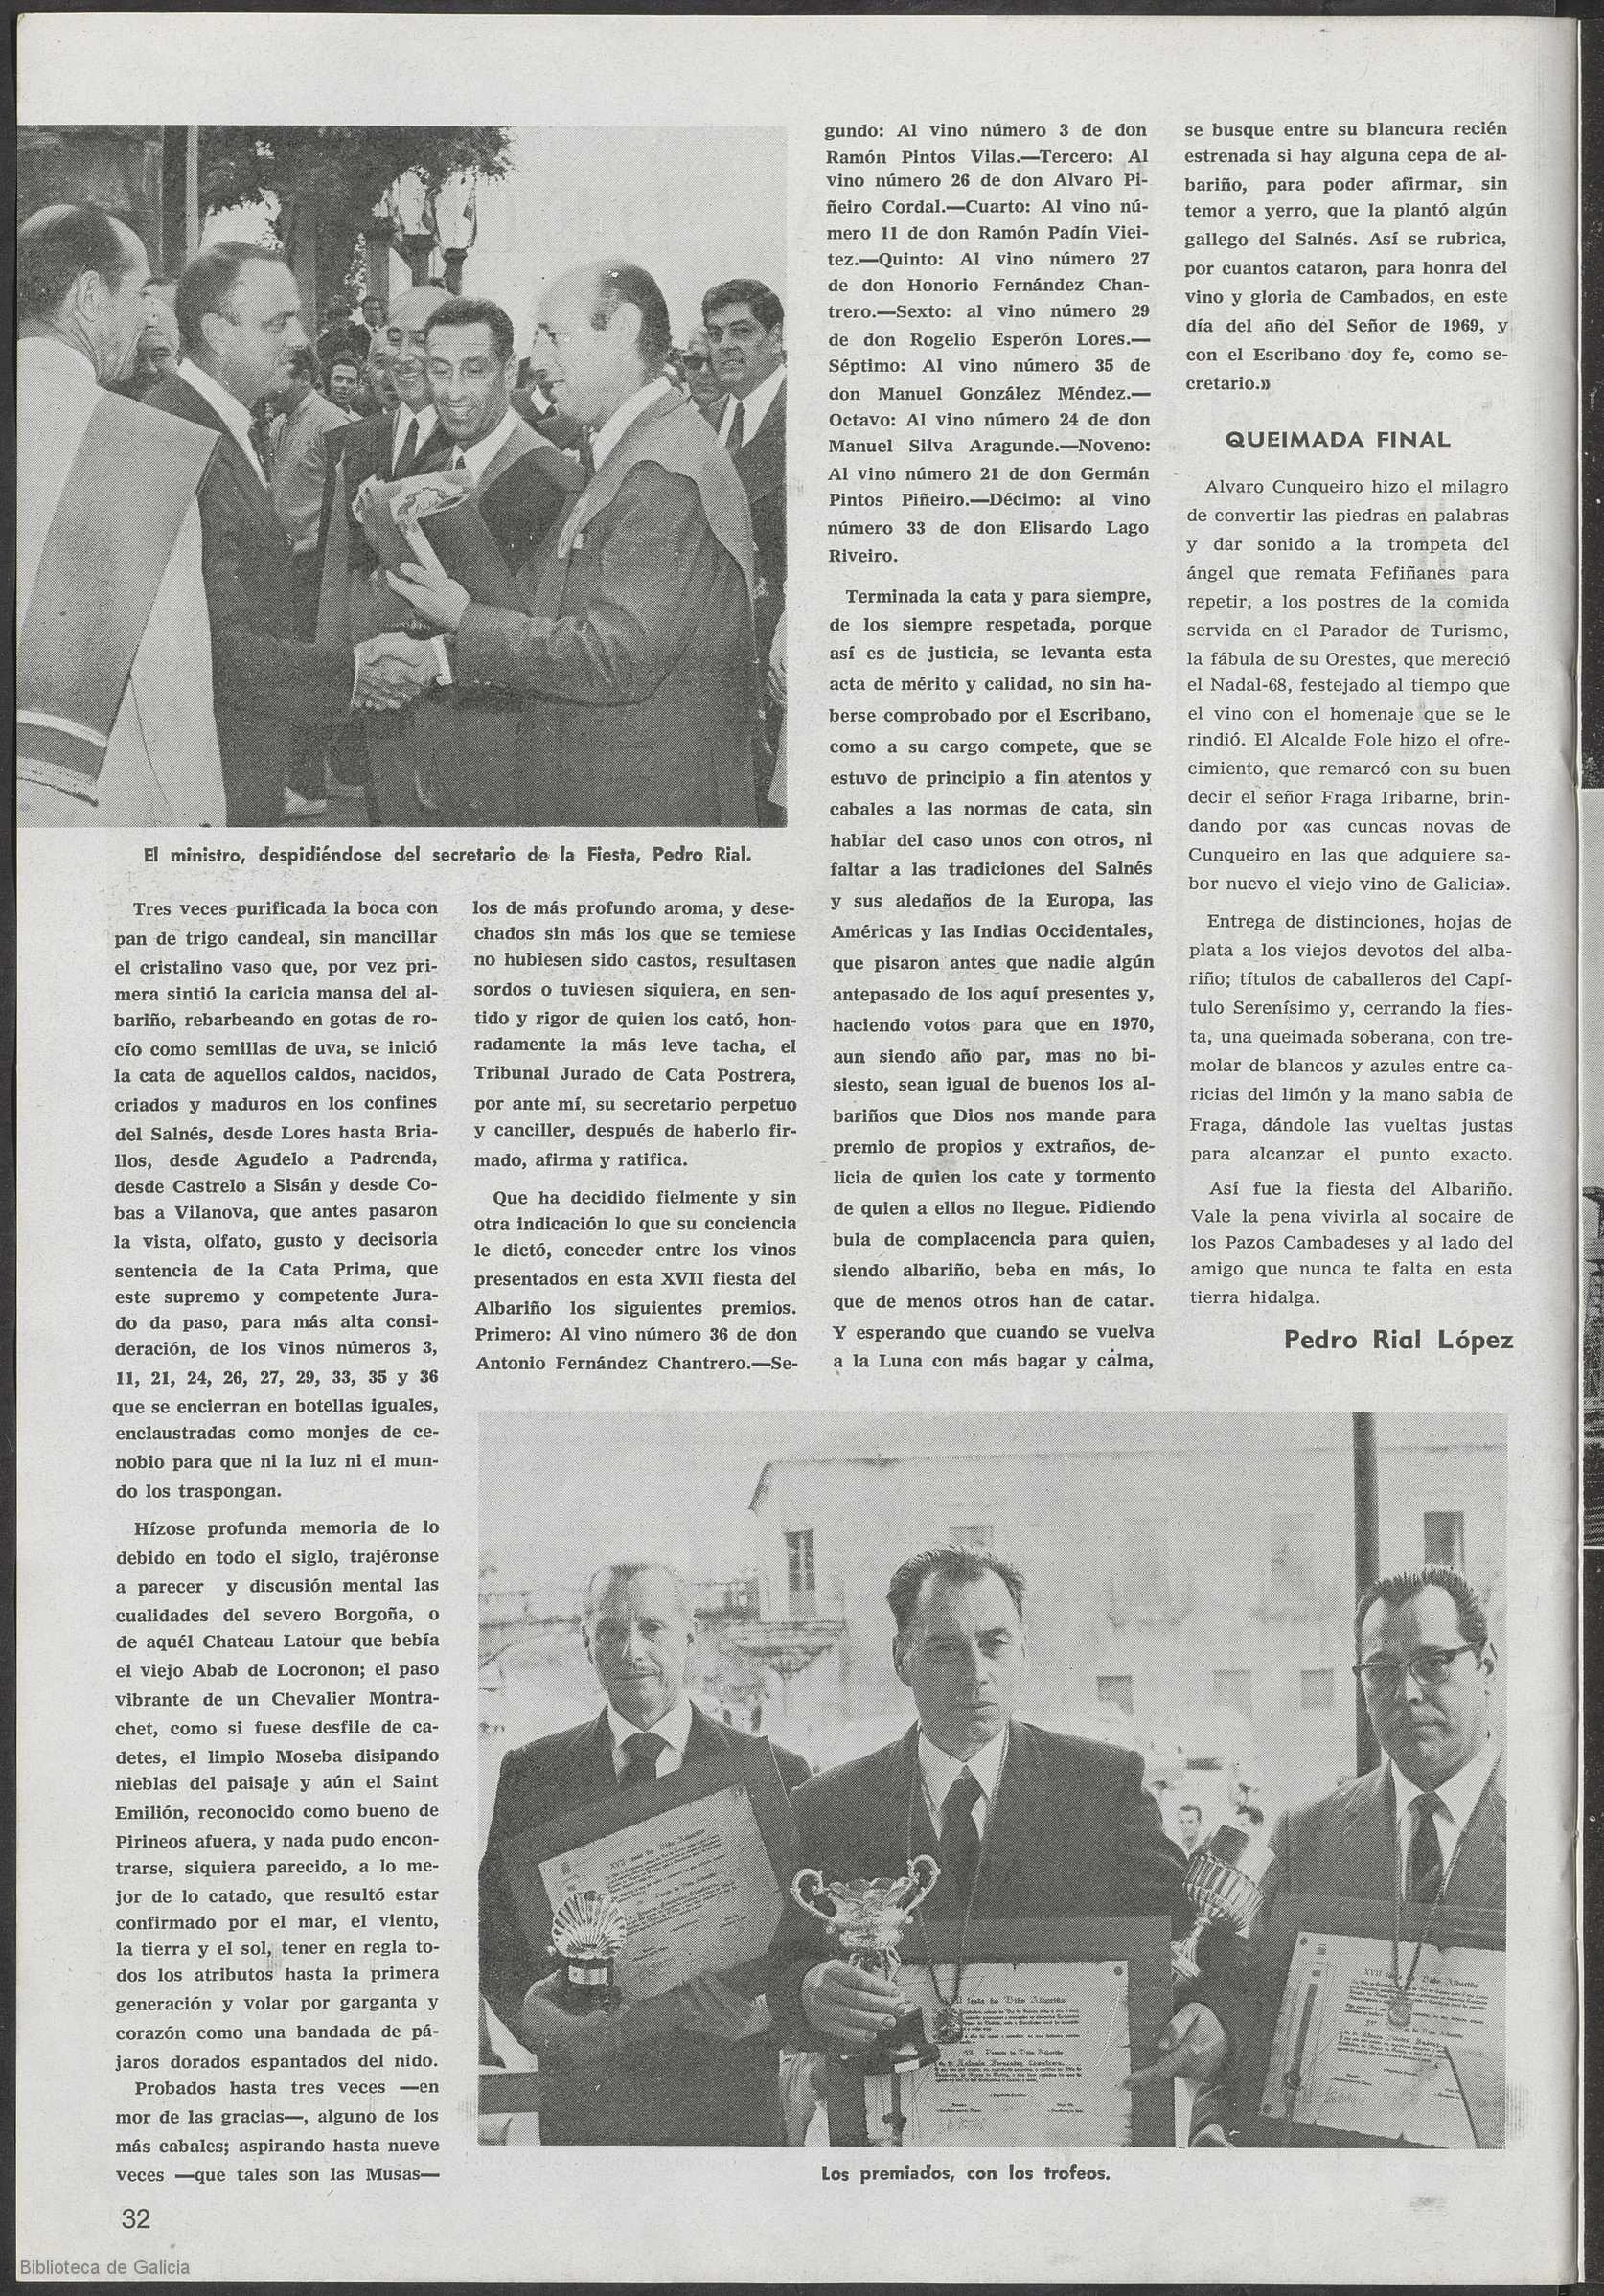 El ministro, despidiéndose del secretario de la Fiesta, Pedro Rial.
Tres veces purificada la boca con
pan de trigo candeal, sin mancillar
el cristalino vaso que, por vez pri-
mera sintió la caricia mansa del al-
bariño, rebarbeando en gotas de ro-
cío como semillas de uva, se inició
la cata de aquellos caldos, nacidos,
criados y maduros en los confines
del Salnés, desde Lores hasta Bria-
llos, desde Agudelo a Padrenda,
desde Castrelo a Sisán y desde Co-
bas a Vilanova, que antes pasaron
la vista, olfato, gusto y decisoria
sentencia de la Cata Prima, que
este supremo y competente Jura-
do da paso, para más alta consi-
deración, de los vinos números 3,
11, 21, 24, 26, 27, 29, 33, 35 y 36
que se encierran en botellas iguales,
enclaustradas como monjes de ce-
nobio para que ni la luz ni el mun-
do los traspongan.
Hízose profunda memoria de lo
debido en todo el siglo, trajéronse
a parecer y discusión mental las
cualidades del severo Borgoña, o
de aquél Chateau Latour que bebía
el viejo Abab de Locronon; el paso
vibrante de un Chevalier Montra-
chet, como si fuese desfile de ca-
detes, el limpio Moseba disipando
nieblas del paisaje y aún el Saint
Emilión, reconocido como bueno de
Pirineos afuera, y nada pudo encon-
trarse, siquiera parecido, a lo me-
jor de lo catado, que resultó estar
confirmado por el mar, el viento,
la tierra y el sol, tener en regla to-
dos los atributos hasta la primera
generación y volar por garganta y
corazón como una bandada de pá-
jaros dorados espantados del nido.
Probados hasta tres veces —en
mor de las gracias—, alguno de los
más cabales; aspirando hasta nueve
veces —que tales son las Musas—
los de más profundo aroma, y dese-
chados sin más los que se temiese
no hubiesen sido castos, resultasen
sordos o tuviesen siquiera, en sen-
tido y rigor de quien los cató, hon-
radamente la más leve tacha, el
Tribunal Jurado de Cata Postrera,
por ante mí, su secretario perpetuo
y canciller, después de haberlo fir-
mado, afirma y ratifica.
Que ha decidido fielmente y sin
otra indicación lo que su conciencia
le dictó, conceder entre los vinos
presentados en esta XVII fiesta del
Albariño los siguientes premios.
Primero: Al vino número 36 de don
Antonio Fernández Chantrero.—Se-
gundo: Al vino número 3 de don
Ramón Pintos Vilas.—Tercero: Al
vino número 26 de don Alvaro Pi-
ñeiro Cordal.—Cuarto: Al vino nú-
mero 11 de don Ramón Padín Viei-
tez.—Quinto: Al vino número 27
de don Honorio Fernández Chan-
trero.—Sexto: al vino número 29
de don Rogelio Esperón Lores.—
Séptimo: Al vino número 35 de
don Manuel González Méndez.—
Octavo: Al vino número 24 de don
Manuel Silva Aragunde.—Noveno:
Al vino número 21 de don Germán
Pintos Piñeiro.—Décimo: al vino
número 33 de don Elisardo Lago
Riveiro.
Terminada la cata y para siempre,
de los siempre respetada, porque
así es de justicia, se levanta esta
acta de mérito y calidad, no sin ha-
berse comprobado por el Escribano,
como a su cargo compete, que se
estuvo de principio a fin atentos y
cabales a las normas de cata, sin
hablar del caso unos con otros, ni
faltar a las tradiciones del Salnés
y sus aledaños de la Europa, las
Américas y las Indias Occidentales,
que pisaron antes que nadie algún
antepasado de los aquí presentes y,
haciendo votos para que en 1970,
aun siendo año par, mas no bi-
siesto, sean igual de buenos los al-
bariños que Dios nos mande para
premio de propios y extraños, de-
licia de quien los cate y tormento
de quien a ellos no llegue. Pidiendo
bula de complacencia para quien,
siendo albariño, beba en más, lo
que de menos otros han de catar.
Y esperando que cuando se vuelva
a la Luna con más bagar y calma,
se busque entre su blancura recién
estrenada si hay alguna cepa de al-
bariño, para poder afirmar, sin
temor a yerro, que la plantó algún
gallego del Salnés. Así se rubrica,
por cuantos cataron, para honra del
vino y gloria de Cambados, en este
día del año del Señor de 1969, y
con el Escribano doy fe, como se-
cretario.»
QUEIMADA FINAL
Alvaro Cunqueiro hizo el milagro
de convertir las piedras en palabras
y dar sonido a la trompeta del
ángel que remata Fefiñanes para
repetir, a los postres de la comida
servida en el Parador de Turismo,
la fábula de su Orestes, que mereció
el Nadal-68, festejado al tiempo que
el vino con el homenaje que se le
rindió. El Alcalde Fole hizo el ofre-
cimiento, que remarcó con su buen
decir el señor Fraga Iribarne, brin-
dando por «as cuncas novas de
Cunqueiro en las que adquiere sa-
bor nuevo el viejo vino de Galicia».
Entrega de distinciones, hojas de
plata a los viejos devotos del alba-
riño; títulos de caballeros del Capí-
tulo Serenísimo y, cerrando la fies-
ta, una queimada soberana, con tre-
molar de blancos y azules entre ca-
ricias del limón y la mano sabia de
Fraga, dándole las vueltas justas
para alcanzar el punto exacto.
Así fue la fiesta del Albariño.
Vale la pena vivirla al socaire de
los Pazos Cambadeses y al lado del
amigo que nunca te falta en esta
tierra hidalga.
Pedro Rial López
Los premiados, con los trofeos.
32
Biblioteca de Galicia